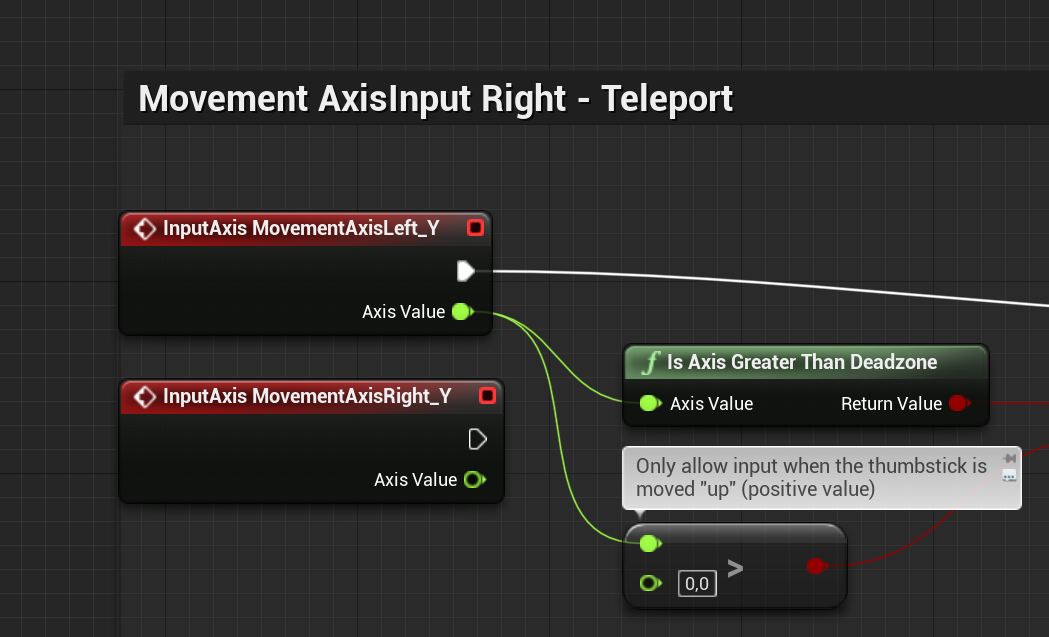 Movement AxisInput Right - Teleport
InputAxis MovementAxisLeft_Y
Axis Value
InputAxis MovementAxisRight_Y
Axis Value
f Is Axis Greater Than Deadzone
Axis Value Return Value
Only allow input when the thumbstick is
moved "up" (positive value)
>
0,0